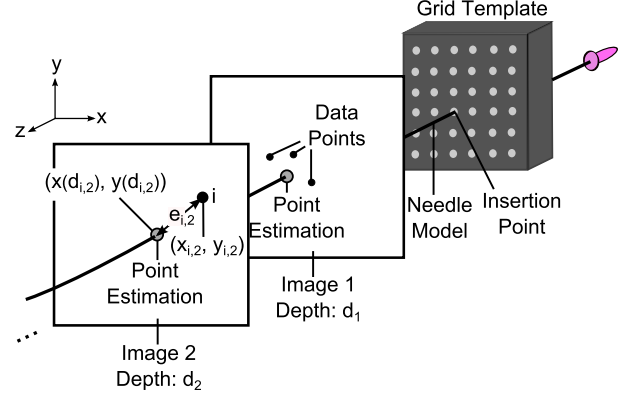 Grid Template
y
x
z
Data
Points
(x(d_{i,2}), y(d_{i,2}))
i
e_{i,2}
(x_{i,2}, y_{i,2})
Point
Estimation
Point
Estimation
Needle
Model
Insertion
Point
Image 1
Depth: d_1
Image 2
Depth: d_2